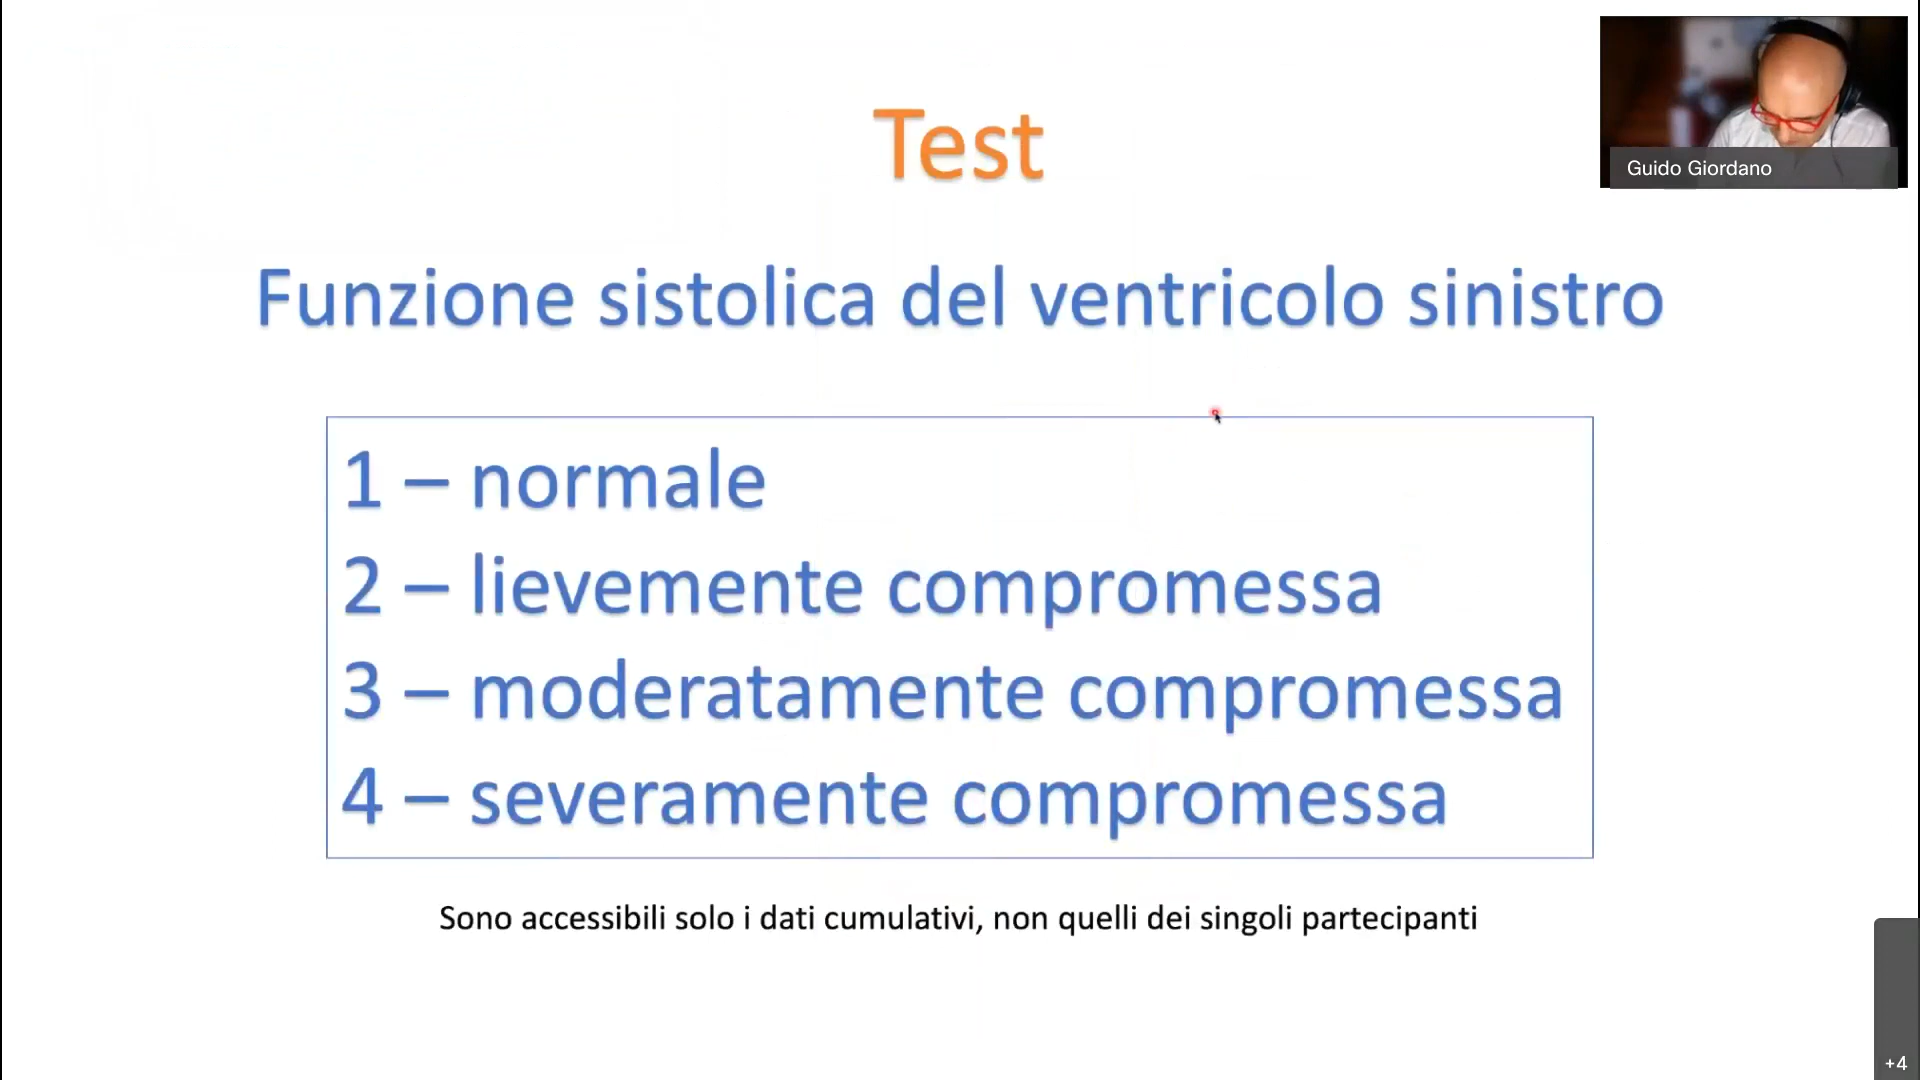 Test
Guido Giordano
Funzione sistolica del ventricolo sinistro
1 – normale
2 – lievemente compromessa
3 – moderatamente compromessa
4 – severamente compromessa
Sono accessibili solo i dati cumulativi, non quelli dei singoli partecipanti
+4